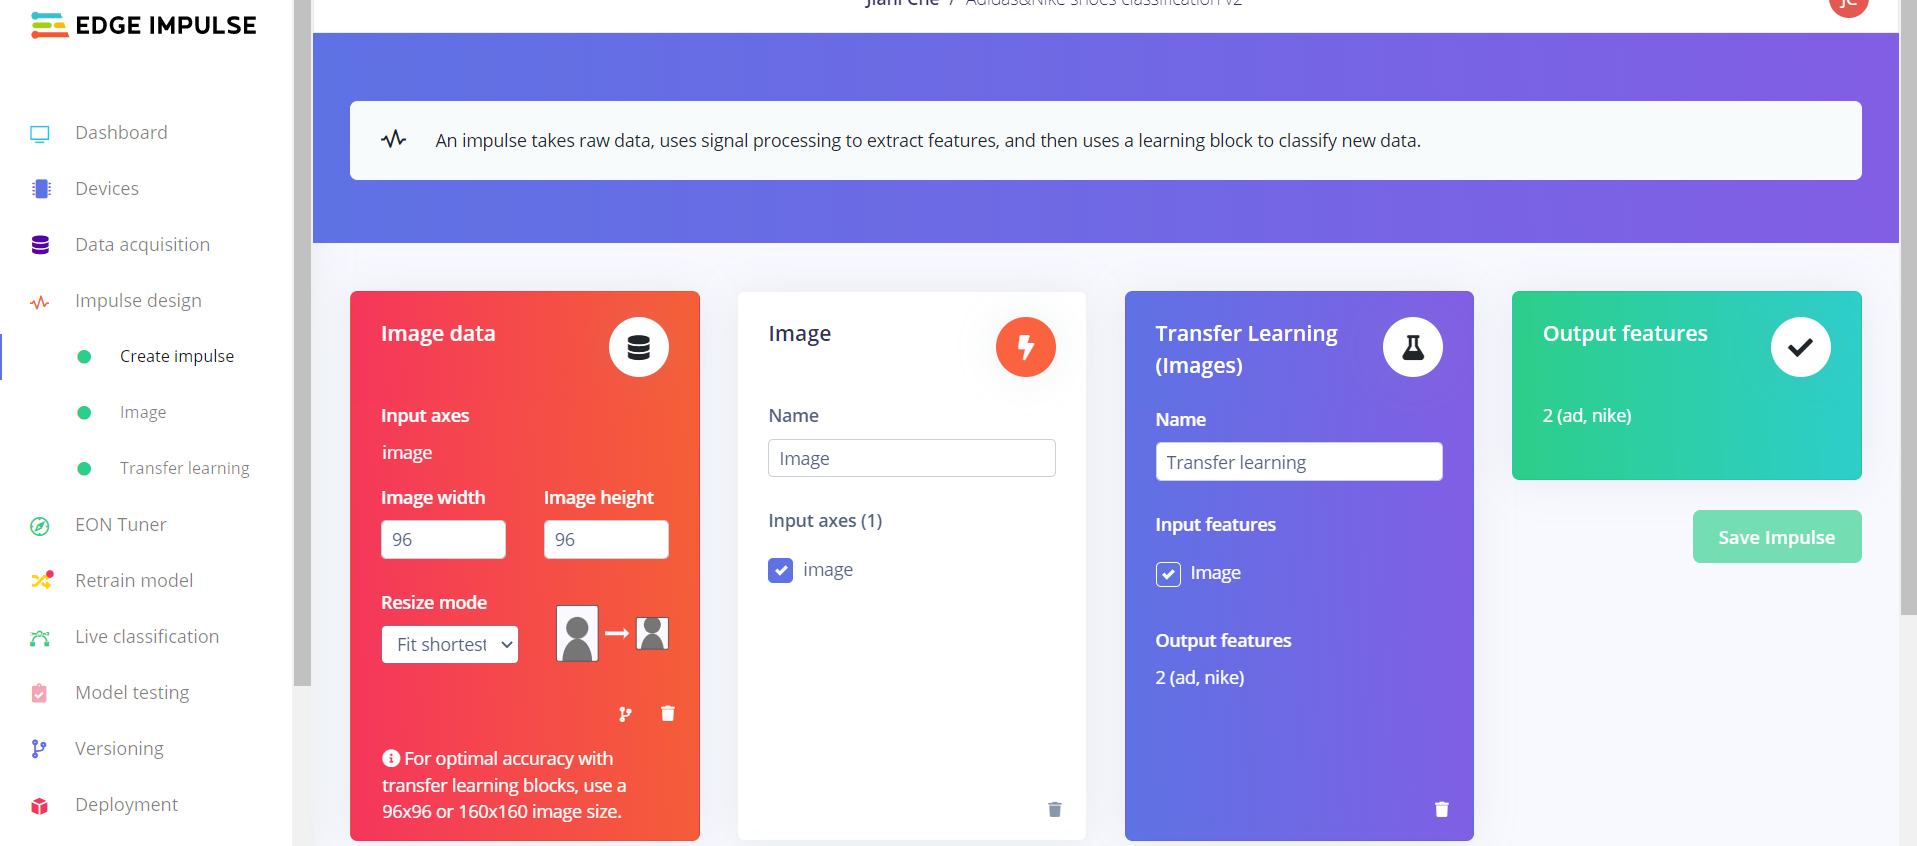 EDGE IMPULSE
Jiani Che / Adidas&Nike shoes classification v2
JC
Dashboard
Devices
Data acquisition
Impulse design
Create impulse
Image
Transfer learning
EON Tuner
Retrain model
Live classification
Model testing
Versioning
Deployment
An impulse takes raw data, uses signal processing to extract features, and then uses a learning block to classify new data.
Image data
Input axes
image
Image width
Image height
96
96
Resize mode
Fit shortest
For optimal accuracy with
transfer learning blocks, use a
96x96 or 160x160 image size.
Image
Name
Image
Input axes (1)
image
Transfer Learning
(Images)
Name
Transfer learning
Input features
Image
Output features
2 (ad, nike)
Output features
2 (ad, nike)
Save Impulse